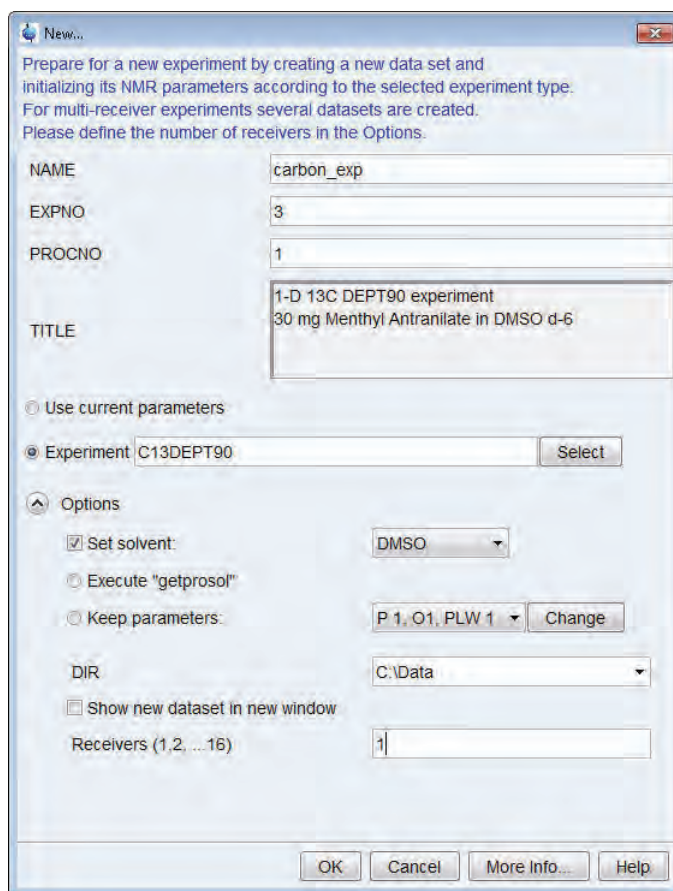 New...
Prepare for a new experiment by creating a new data set and
initializing its NMR parameters according to the selected experiment type.
For multi-receiver experiments several datasets are created.
Please define the number of receivers in the Options.
NAME carbon_exp
EXPNO 3
PROCNO 1
TITLE 1-D 13C DEPT90 experiment
30 mg Menthyl Antranilate in DMSO d-6
Use current parameters
Experiment C13DEPT90 Select
Options
Set solvent: DMSO
Execute "getprosol"
Keep parameters: P 1, O1, PLW 1 Change
DIR C:\Data
Show new dataset in new window
Receivers (1,2, ...16) 1
OK Cancel More Info... Help